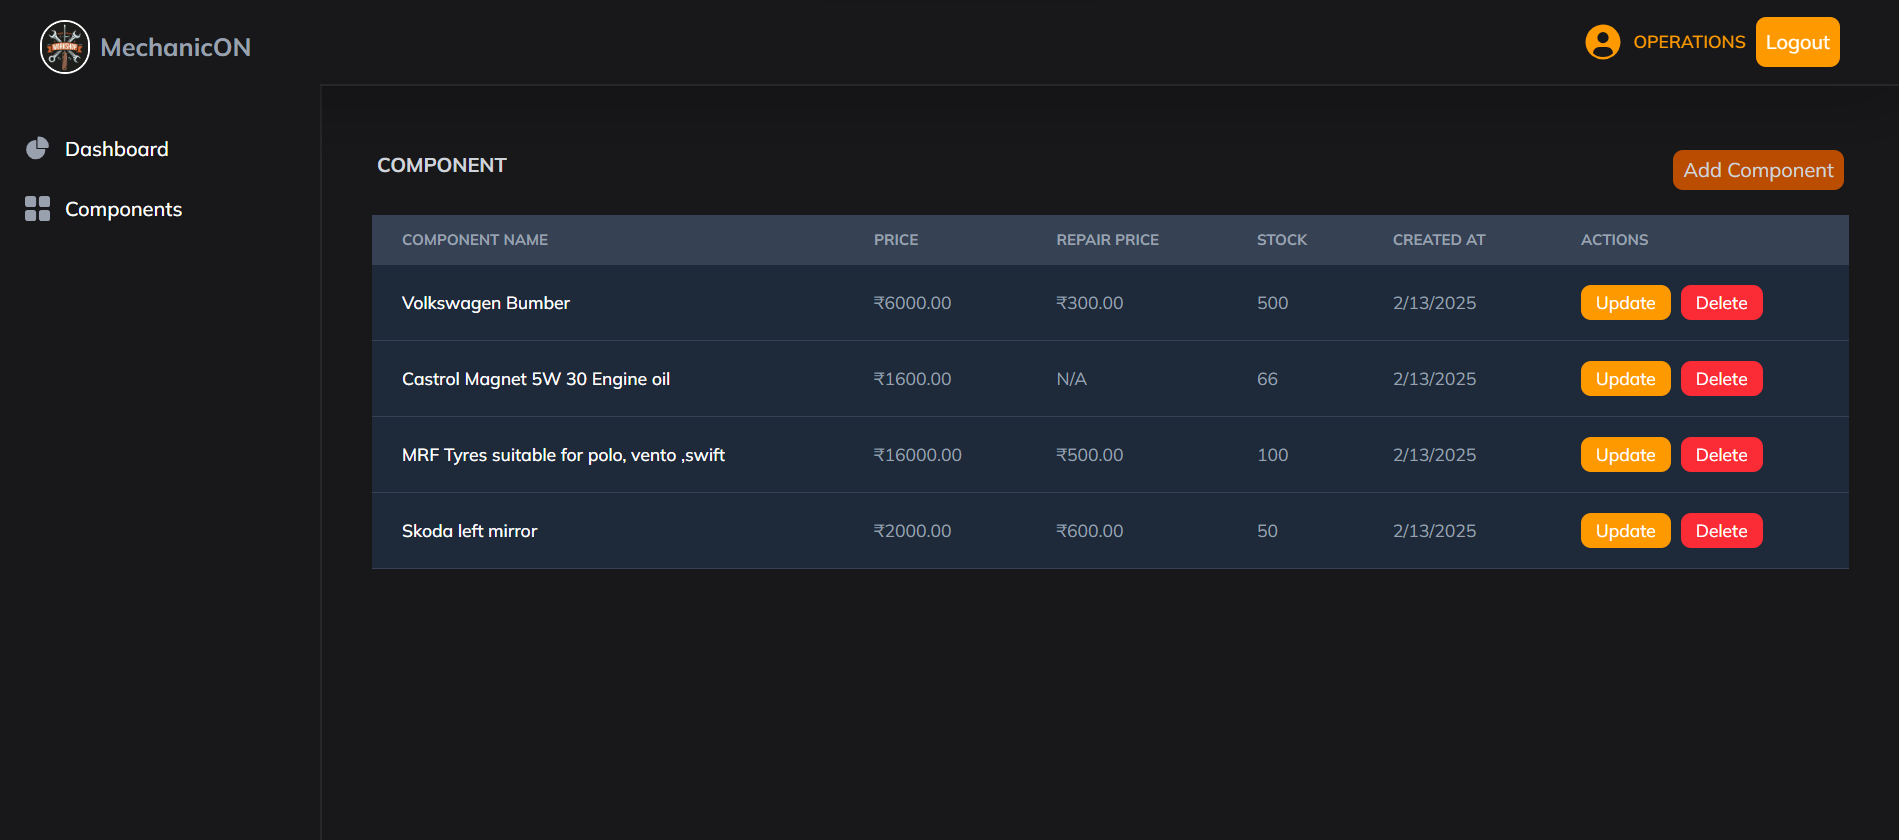 WORKSHOP
MechanicON
OPERATIONS Logout
Dashboard
Components
COMPONENT
Add Component
COMPONENT NAME PRICE REPAIR PRICE STOCK CREATED AT ACTIONS
Volkswagen Bumber ₹6000.00 ₹300.00 500 2/13/2025 Update Delete
Castrol Magnet 5W 30 Engine oil ₹1600.00 N/A 66 2/13/2025 Update Delete
MRF Tyres suitable for polo, vento ,swift ₹16000.00 ₹500.00 100 2/13/2025 Update Delete
Skoda left mirror ₹2000.00 ₹600.00 50 2/13/2025 Update Delete